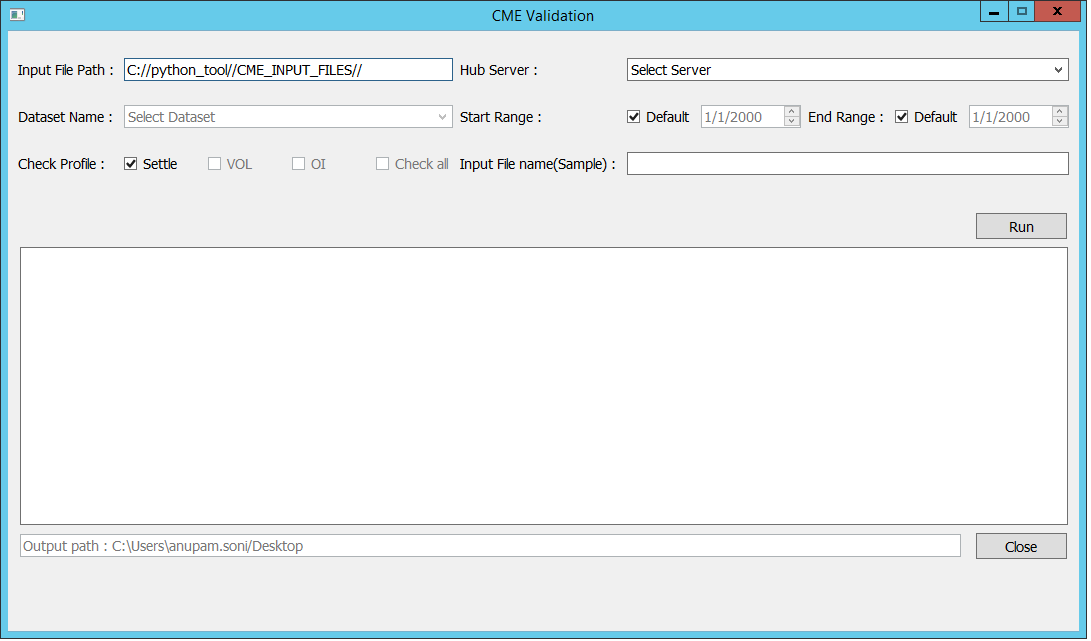 CME Validation
Input File Path : C://python_tool//CME_INPUT_FILES// Hub Server : Select Server
Dataset Name : Select Dataset Start Range : Default 1/1/2000 End Range : Default 1/1/2000
Check Profile : Settle VOL OI Check all Input File name(Sample) :
Run
Output path : C:\Users\anupam.soni/Desktop Close